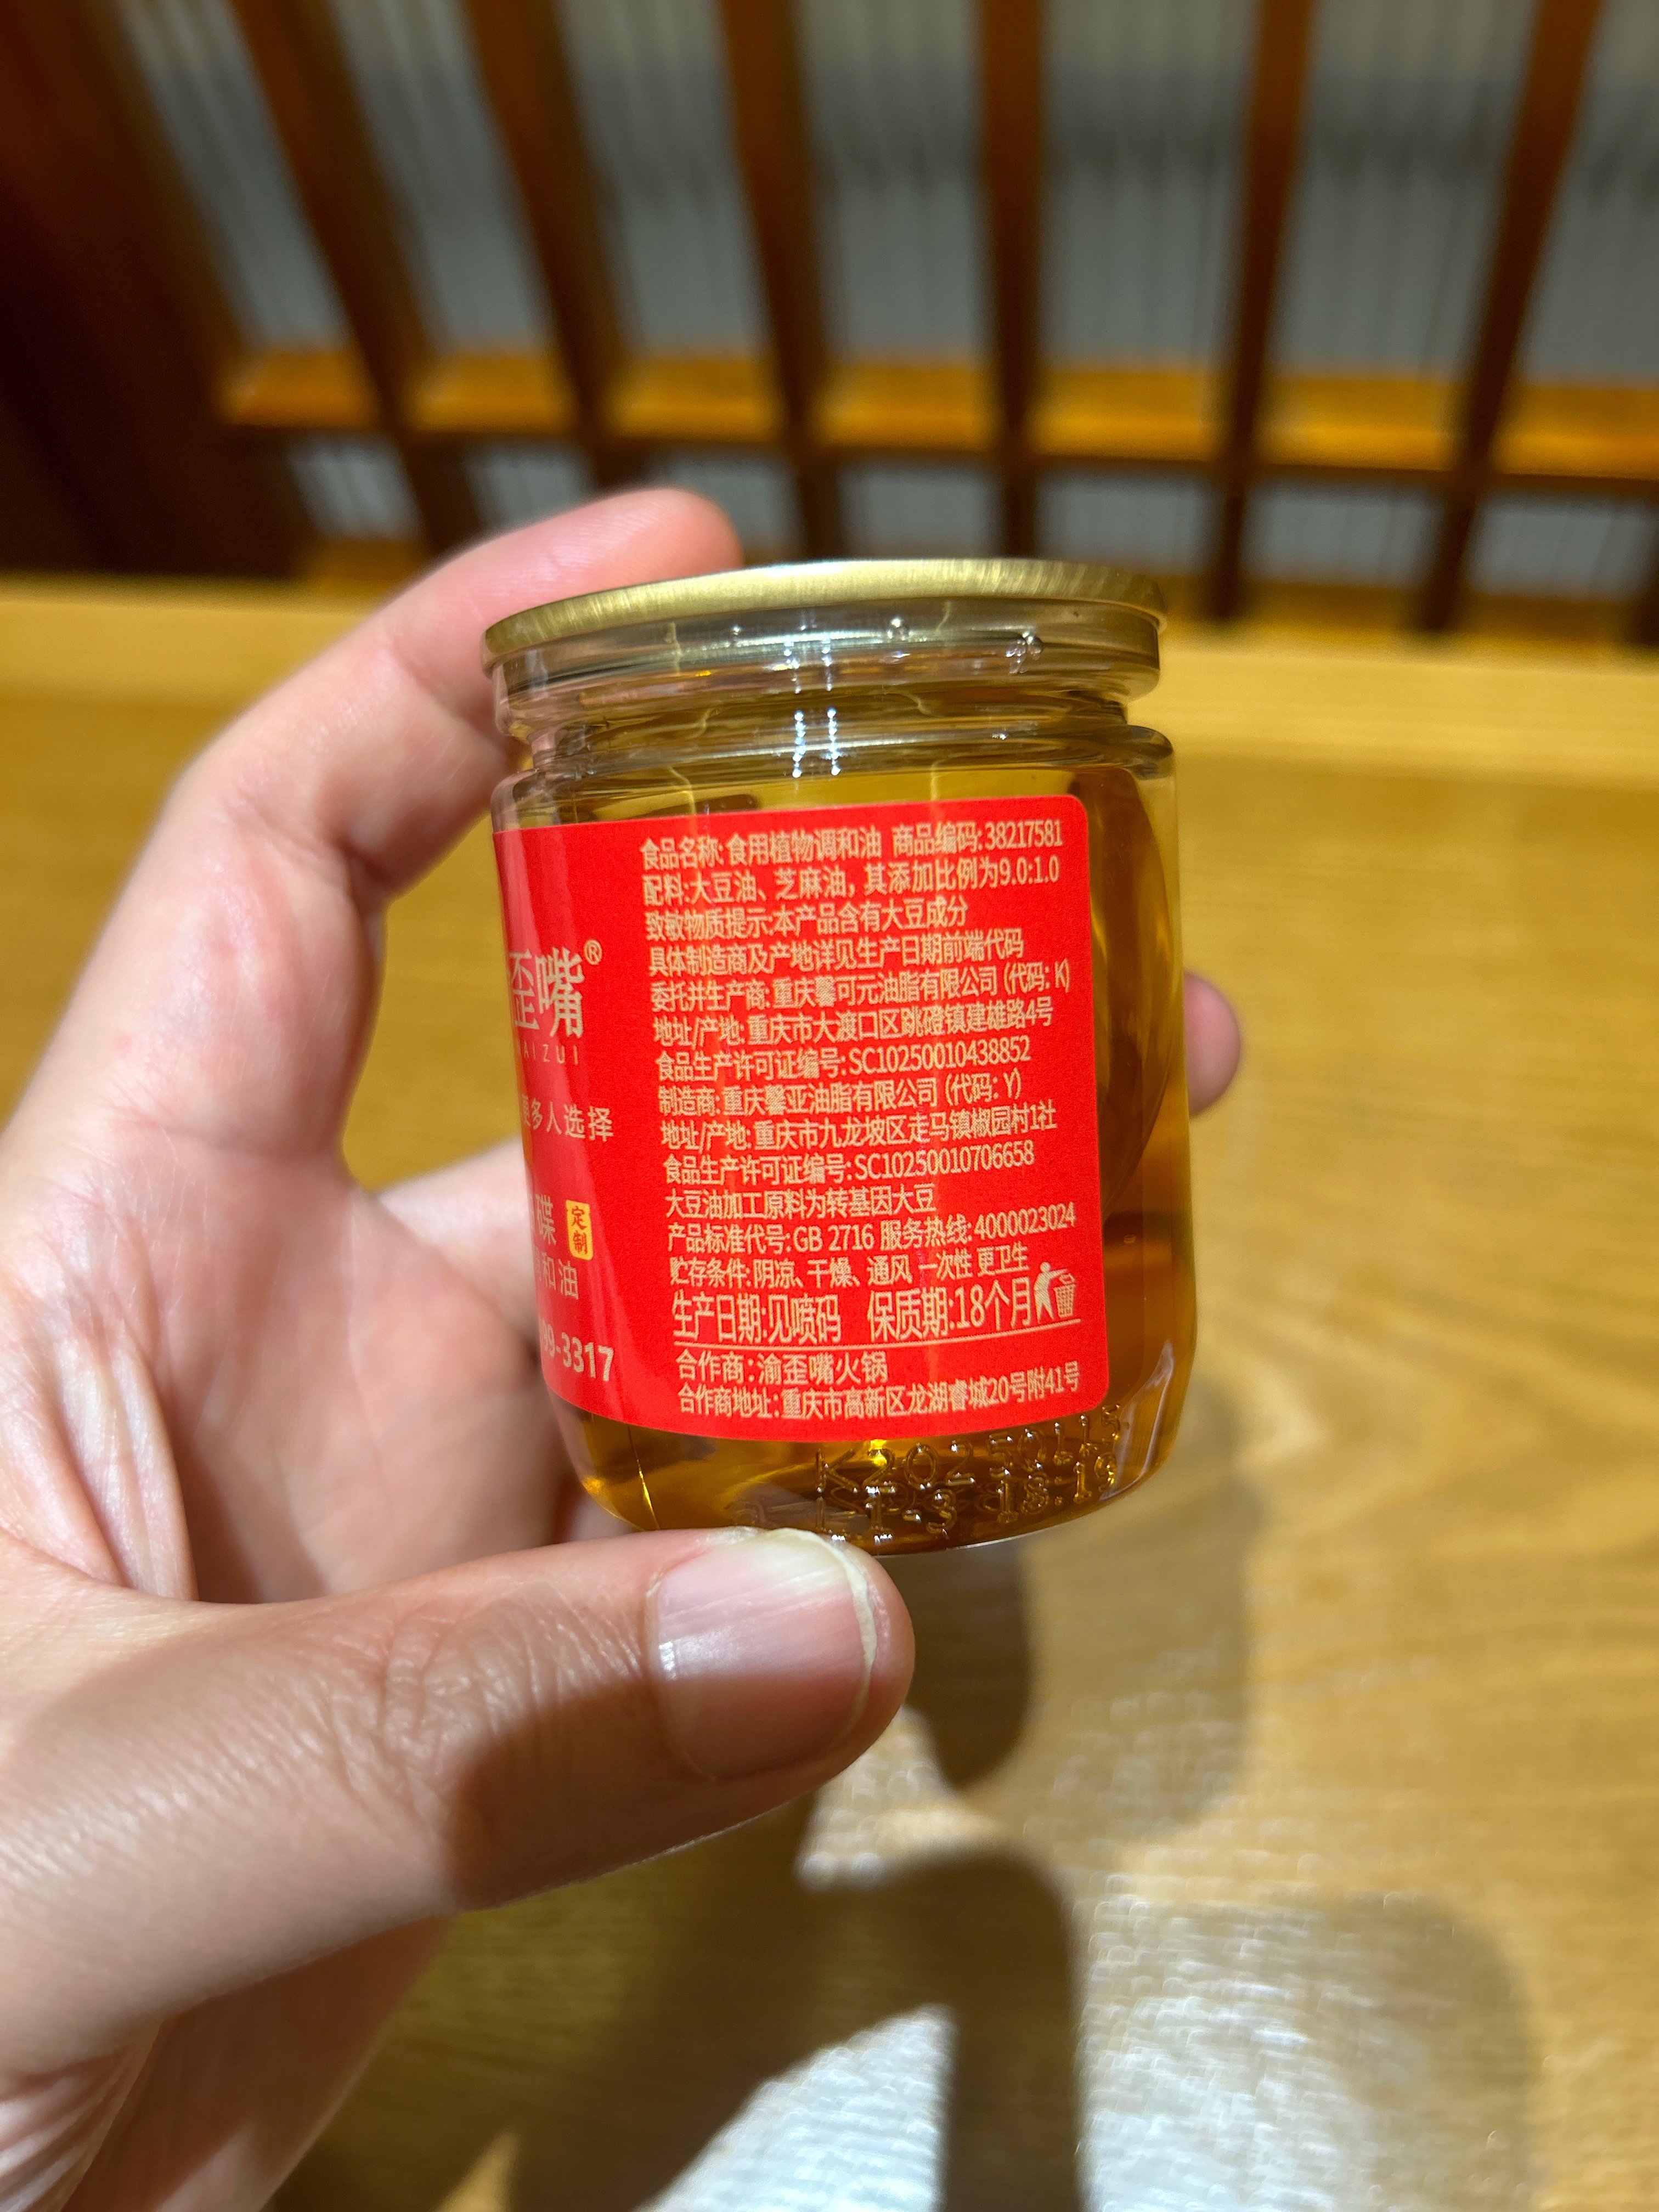 歪嘴®
AIZUI
更多人选择
碟 定制
和油
99-3317
食品名称:食用植物调和油 商品编码:38217581
配料:大豆油、芝麻油，其添加比例为9.0:1.0
致敏物质提示:本产品含有大豆成分
具体制造商及产地详见生产日期前端代码
委托并生产商:重庆馨可元油脂有限公司 (代码: K)
地址/产地:重庆市大渡口区跳磴镇建雄路4号
食品生产许可证编号:SC10250010438852
制造商:重庆馨亚油脂有限公司 (代码: Y)
地址/产地:重庆市九龙坡区走马镇椒园村1社
食品生产许可证编号:SC10250010706658
大豆油加工原料为转基因大豆
产品标准代号:GB 2716 服务热线:4000023024
贮存条件:阴凉、干燥、通风 一次性 更卫生
生产日期:见喷码 保质期:18个月
合作商:渝歪嘴火锅
合作商地址:重庆市高新区龙湖睿城20号附41号
K20250115
L1-3 18:19